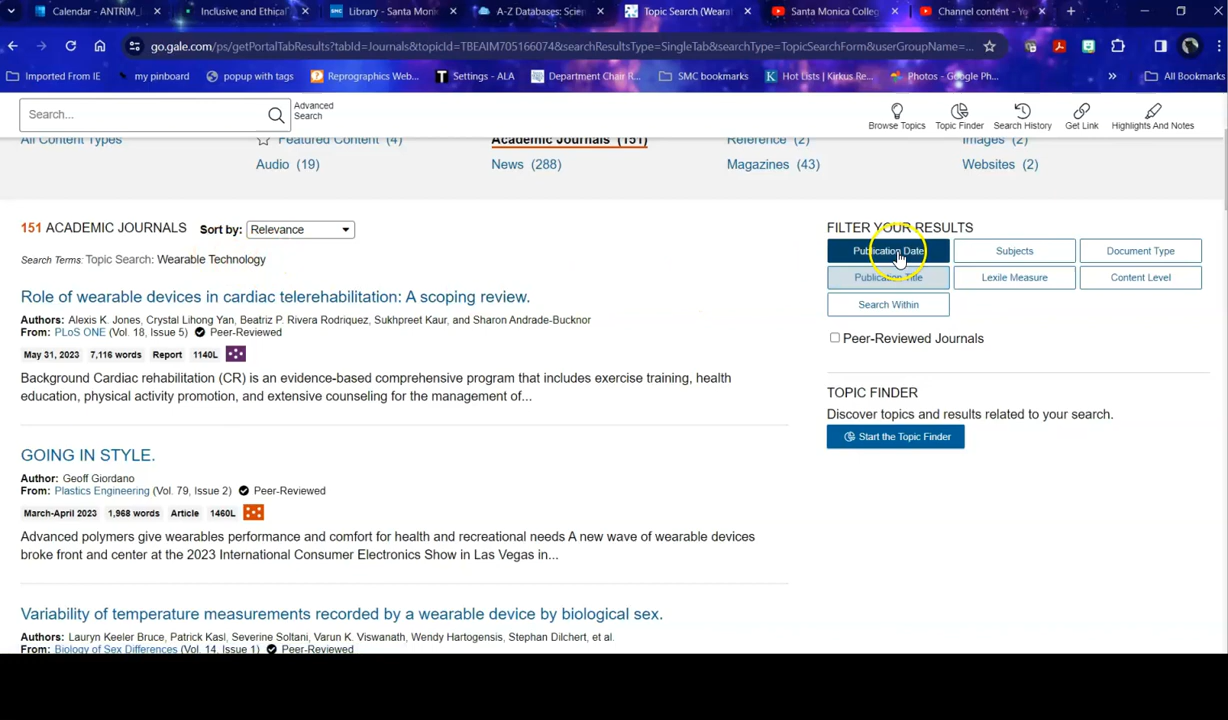 Calendar - ANTRIM_
Inclusive and Ethical
Library - Santa Moni
A-Z Databases: Scien
Topic Search (Wear
Santa Monica Colleg
Channel content - Yo
go.gale.com/ps/getPortalTabResults?tabId=Journals&topicId=TBEAIM705166074&searchResultsType=SingleTab&searchType=TopicSearchForm&userGroupName=...
Imported From IE
my pinboard
popup with tags
Reprographics Web...
Settings - ALA
Department Chair R...
SMC bookmarks
Hot Lists | Kirkus Re...
Photos - Google Ph...
All Bookmarks
Search...
Advanced Search
Browse Topics
Topic Finder
Search History
Get Link
Highlights And Notes
All Content Types
Featured Content (4)
Academic Journals (151)
Reference (2)
Images (2)
Audio (19)
News (288)
Magazines (43)
Websites (2)
151 ACADEMIC JOURNALS
Sort by: Relevance
Search Terms: Topic Search: Wearable Technology
Role of wearable devices in cardiac telerehabilitation: A scoping review.
Authors: Alexis K. Jones, Crystal Lihong Yan, Beatriz P. Rivera Rodriquez, Sukhpreet Kaur, and Sharon Andrade-Bucknor
From: PLoS ONE (Vol. 18, Issue 5) Peer-Reviewed
May 31, 2023 7,116 words Report 1140L
Background Cardiac rehabilitation (CR) is an evidence-based comprehensive program that includes exercise training, health
education, physical activity promotion, and extensive counseling for the management of...
GOING IN STYLE.
Author: Geoff Giordano
From: Plastics Engineering (Vol. 79, Issue 2) Peer-Reviewed
March-April 2023 1,968 words Article 1460L
Advanced polymers give wearables performance and comfort for health and recreational needs A new wave of wearable devices
broke front and center at the 2023 International Consumer Electronics Show in Las Vegas in...
Variability of temperature measurements recorded by a wearable device by biological sex.
Authors: Lauryn Keeler Bruce, Patrick Kasl, Severine Soltani, Varun K. Viswanath, Wendy Hartogensis, Stephan Dilchert, et al.
From: Biology of Sex Differences (Vol. 14, Issue 1) Peer-Reviewed
FILTER YOUR RESULTS
Publication Date
Subjects
Document Type
Publication Title
Lexile Measure
Content Level
Search Within
Peer-Reviewed Journals
TOPIC FINDER
Discover topics and results related to your search.
Start the Topic Finder